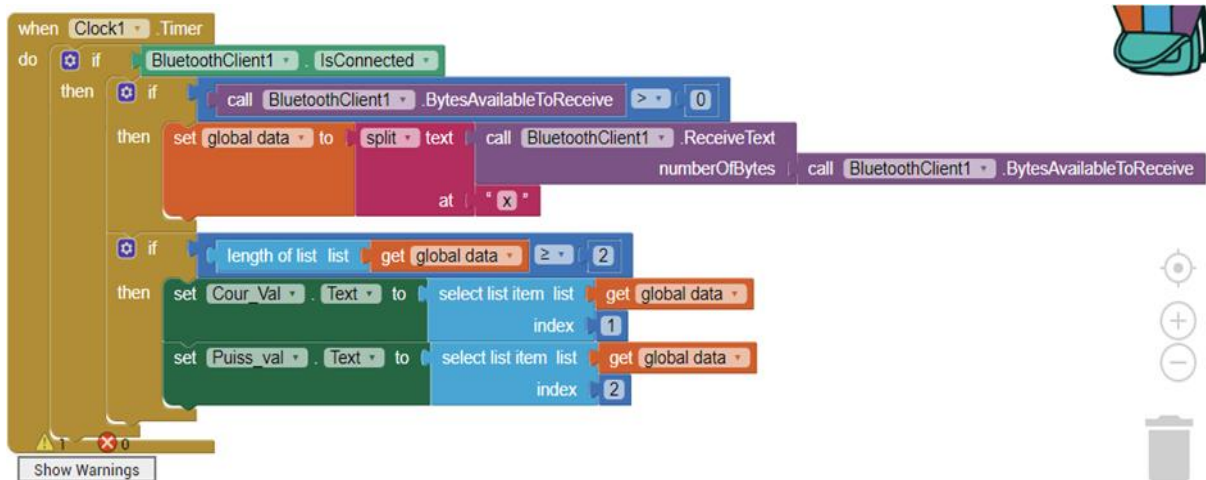 when Clock1 .Timer
do if BluetoothClient1 . IsConnected
then if call BluetoothClient1 .BytesAvailableToReceive > 0
then set global data to split text call BluetoothClient1 .ReceiveText
numberOfBytes call BluetoothClient1 .BytesAvailableToReceive
at " x "
if length of list list get global data ≥ 2
then set Cour_Val . Text to select list item list get global data
index 1
set Puiss_val . Text to select list item list get global data
index 2
1 0
Show Warnings